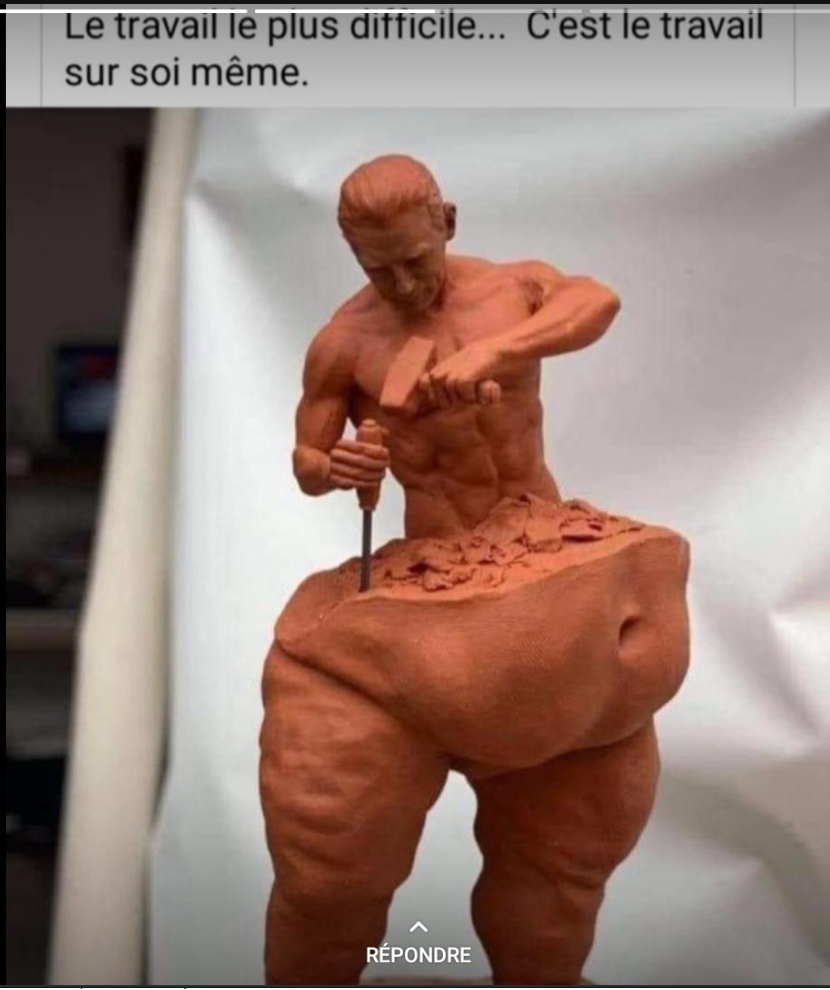 Le travail le plus difficile... C'est le travail
sur soi même.
RÉPONDRE